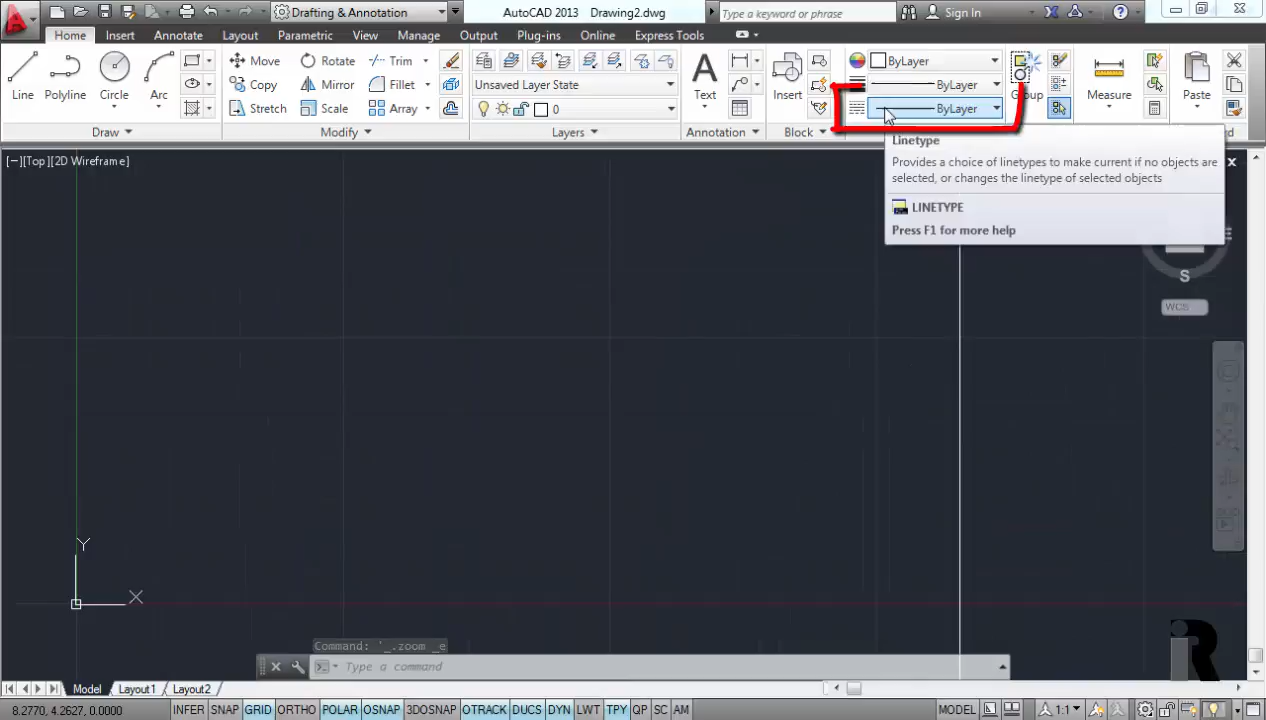 Drafting & Annotation
AutoCAD 2013 Drawing2.dwg
Type a keyword or phrase
Sign In
Home Insert Annotate Layout Parametric View Manage Output Plug-ins Online Express Tools
Line Polyline Circle Arc
Move Rotate Trim
Copy Mirror Fillet
Stretch Scale Array
Unsaved Layer State
0
Text
Insert
ByLayer
ByLayer
ByLayer
Group
Measure
Paste
Draw Modify Layers Annotation Block
Linetype
Provides a choice of linetypes to make current if no objects are
selected, or changes the linetype of selected objects
LINETYPE
Press F1 for more help
[−][Top][2D Wireframe]
S
WCS
Y
X
Command: '_.zoom _e
Type a command
iR
Model Layout1 Layout2
8.2770, 4.2627, 0.0000 INFER SNAP GRID ORTHO POLAR OSNAP 3DOSNAP OTRACK DUCS DYN LWT TPY QP SC AM MODEL 1:1